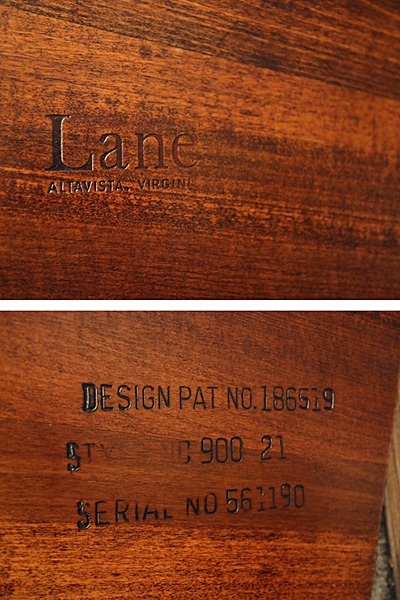 Lane
ALTAVISTA, VIRGINI
DESIGN PAT NO. 186519
900 21
SERIAL NO 561190